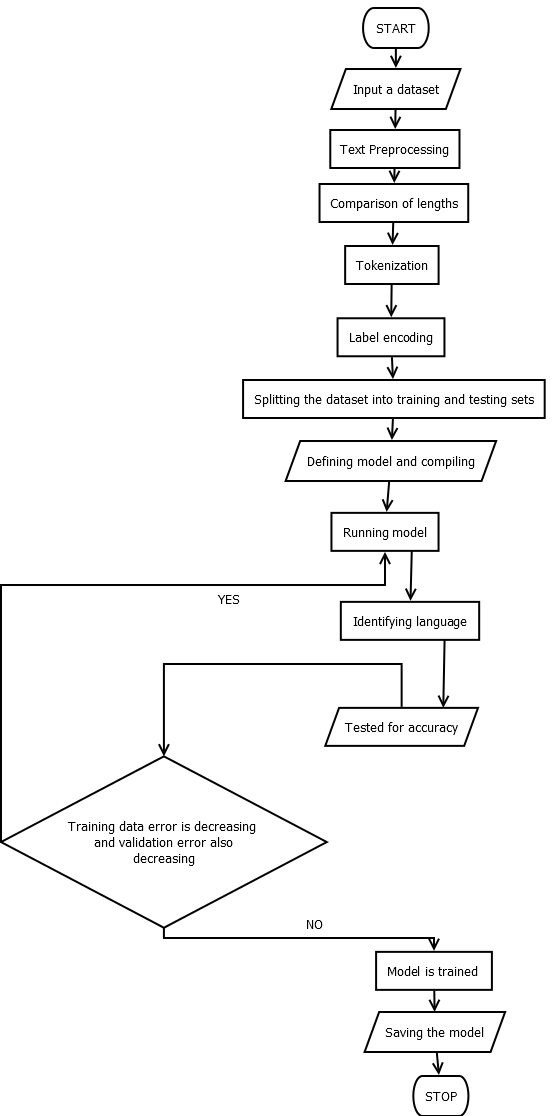 START
Input a dataset
Text Preprocessing
Comparison of lengths
Tokenization
Label encoding
Splitting the dataset into training and testing sets
Defining model and compiling
Running model
YES
Identifying language
Tested for accuracy
Training data error is decreasing
and validation error also
decreasing
NO
Model is trained
Saving the model
STOP